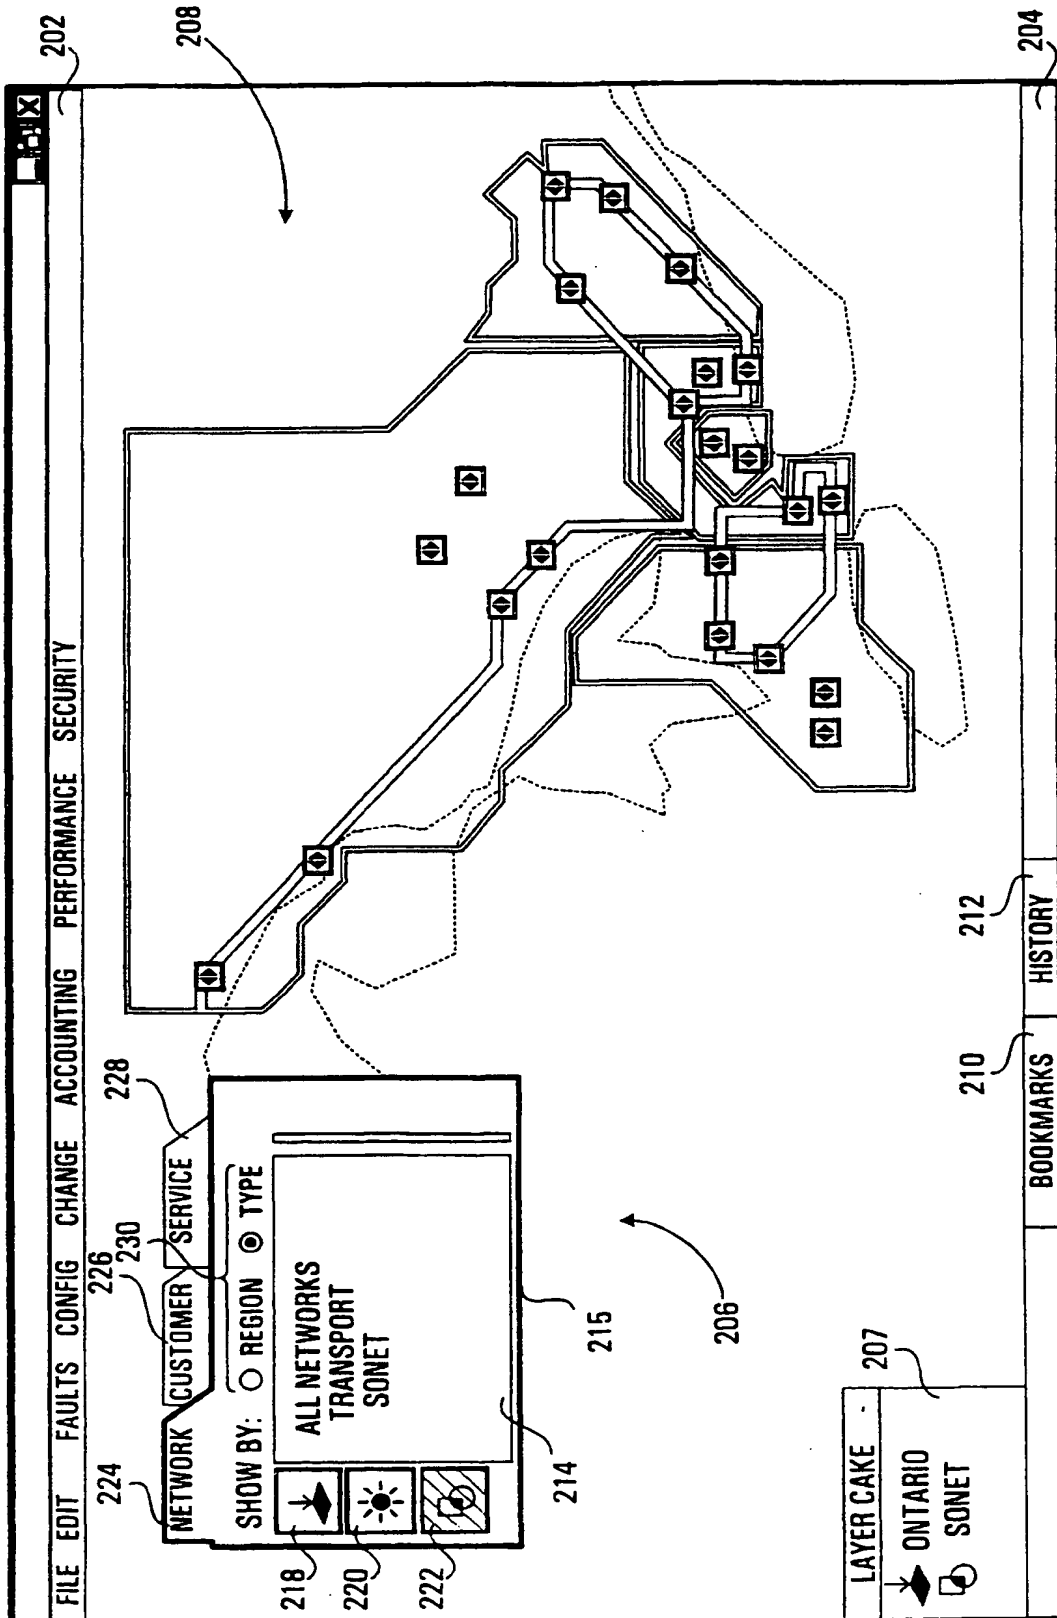 202
208
X
FILE EDIT FAULTS CONFIG CHANGE ACCOUNTING PERFORMANCE SECURITY
224
226
230
228
NETWORK CUSTOMER SERVICE
SHOW BY: REGION TYPE
218
220
222
ALL NETWORKS
TRANSPORT
SONET
214
215
206
207
LAYER CAKE -
ONTARIO
SONET
210
212
204
BOOKMARKS HISTORY